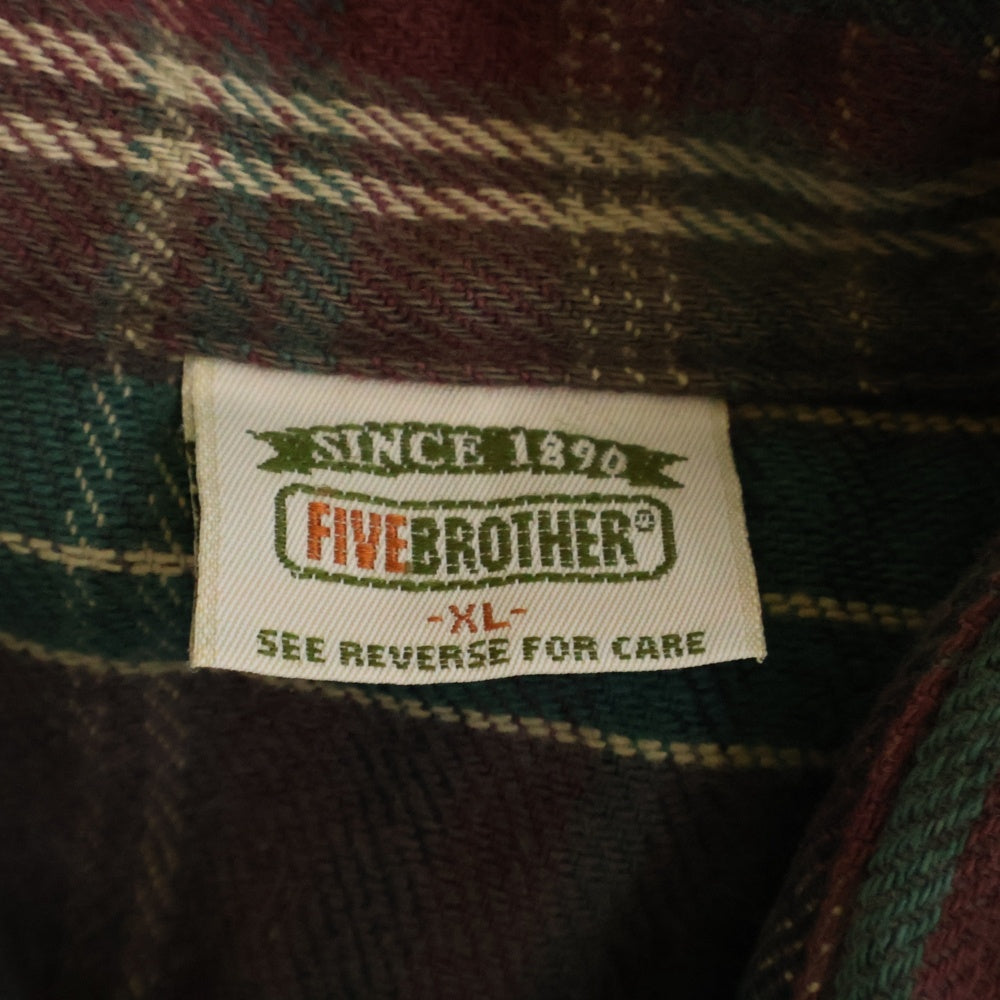 SINCE 1890
FIVEBROTHER®
-XL-
SEE REVERSE FOR CARE